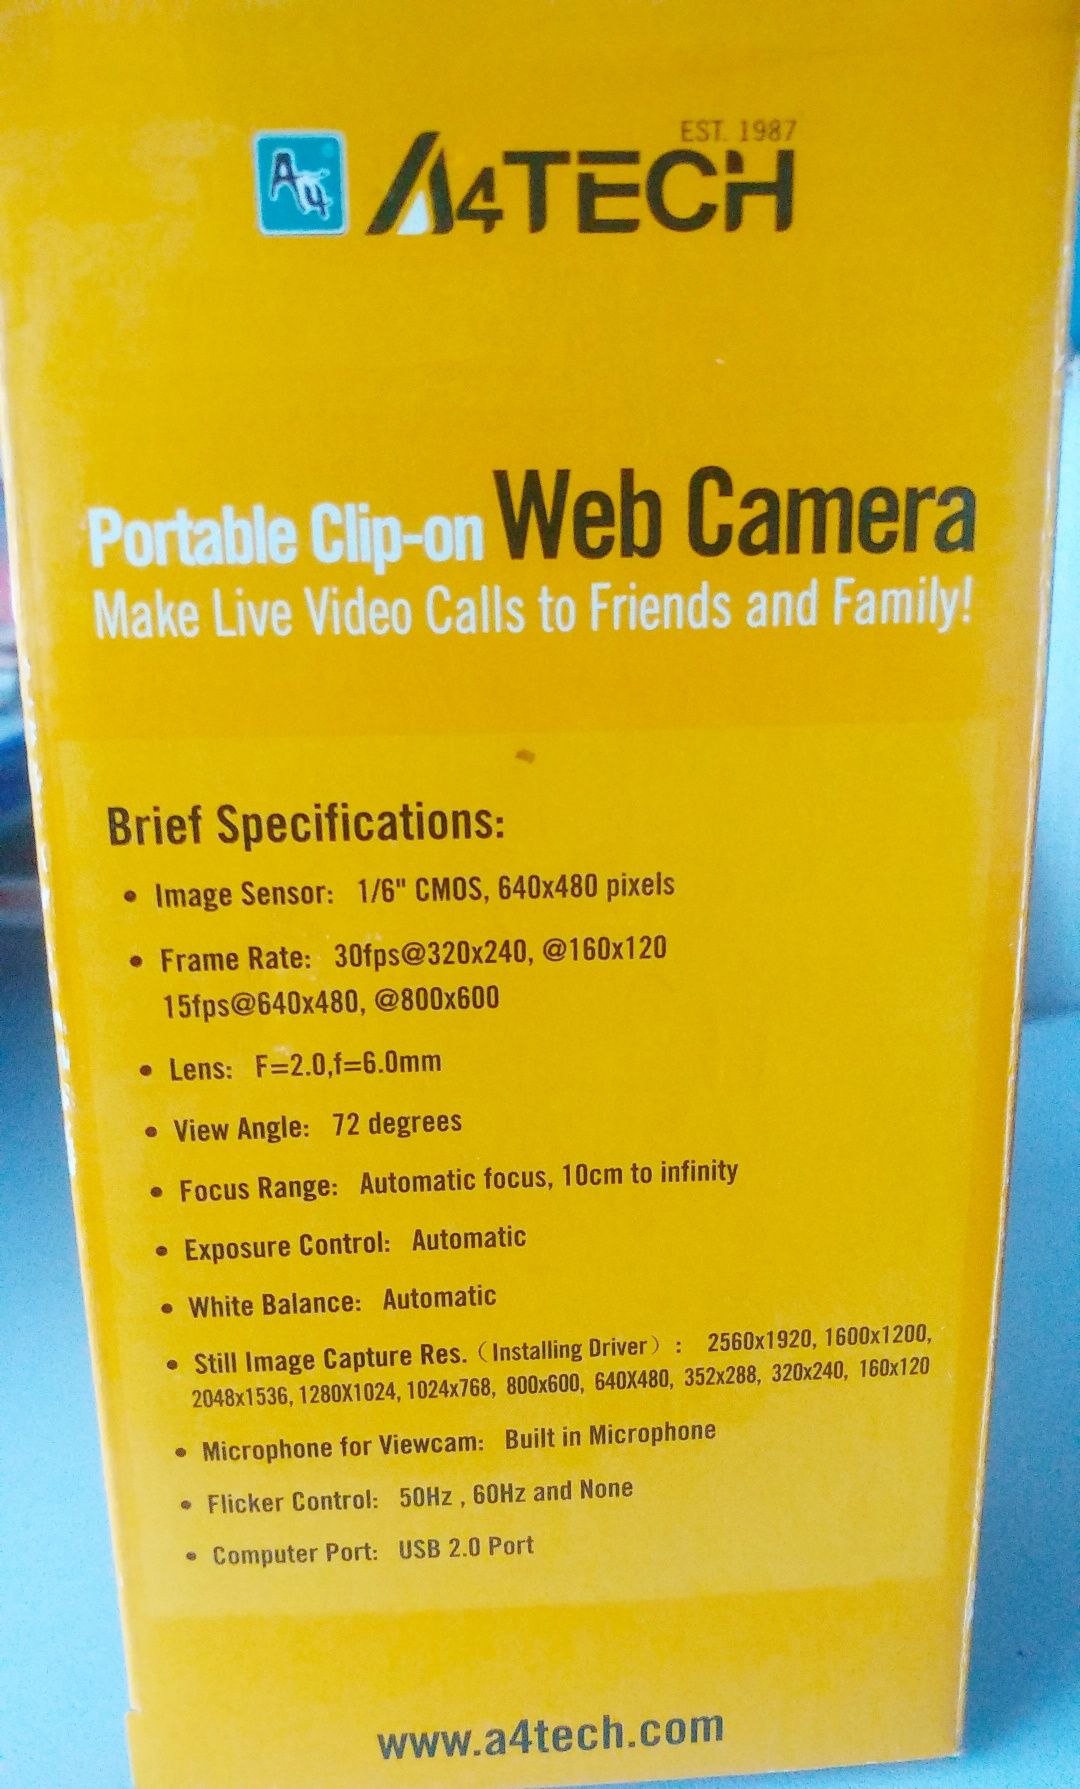 EST. 1987
A4 A4TECH
Portable Clip-on Web Camera
Make Live Video Calls to Friends and Family!
Brief Specifications:
• Image Sensor: 1/6" CMOS, 640x480 pixels
• Frame Rate: 30fps@320x240, @160x120
15fps@640x480, @800x600
• Lens: F=2.0,f=6.0mm
• View Angle: 72 degrees
• Focus Range: Automatic focus, 10cm to infinity
• Exposure Control: Automatic
• White Balance: Automatic
• Still Image Capture Res.（Installing Driver）: 2560x1920, 1600x1200,
2048x1536, 1280X1024, 1024x768, 800x600, 640X480, 352x288, 320x240, 160x120
• Microphone for Viewcam: Built in Microphone
• Flicker Control: 50Hz , 60Hz and None
• Computer Port: USB 2.0 Port
www.a4tech.com